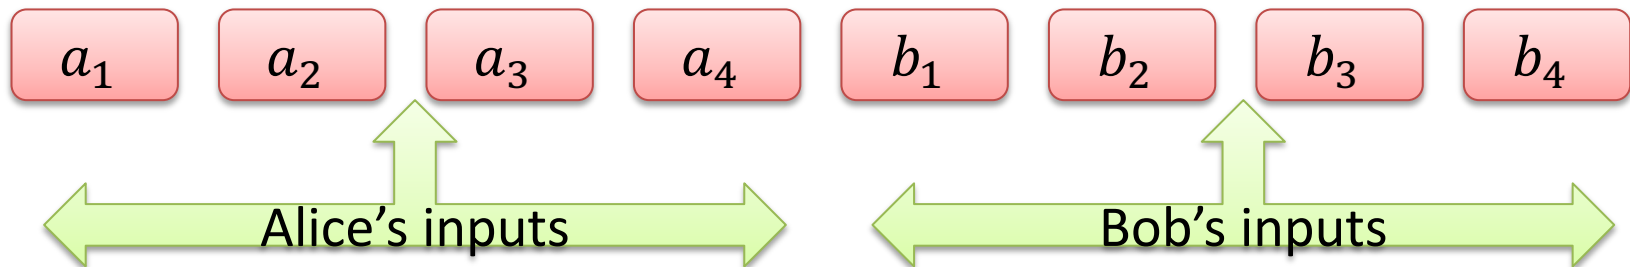 a₁ a₂ a₃ a₄ b₁ b₂ b₃ b₄
Alice’s inputs Bob’s inputs